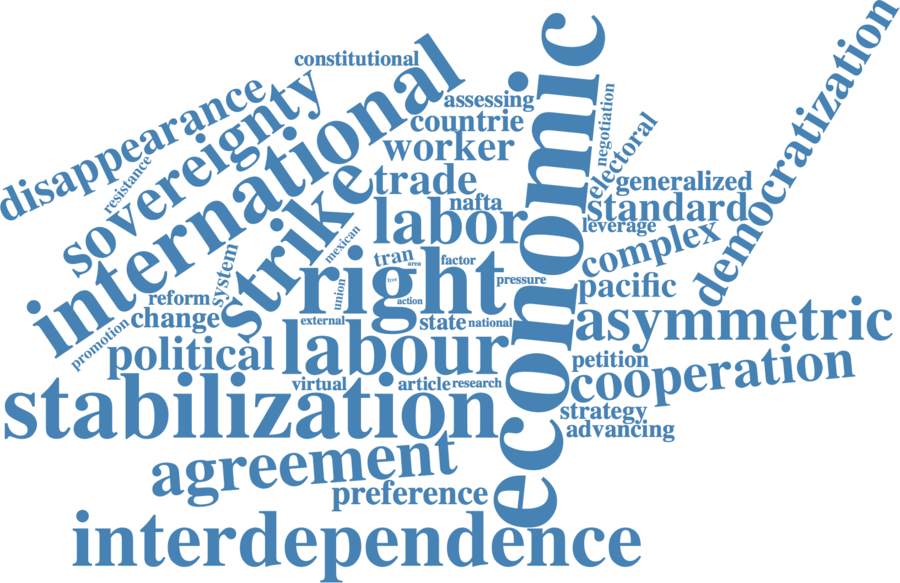 constitutional
economic
democratization
international
disappearance
sovereignty
assessing
countrie
worker
negotiation
electoral
resistance
strike
trade
generalized
nafta
standard
labor
leverage
mexican
complex
system
tran
area
factor
right
free
pressure
pacific
union
action
reform
change
promotion
external
state
national
asymmetric
political
labour
petition
cooperation
virtual
article
research
stabilization
strategy
advancing
agreement
preference
interdependence